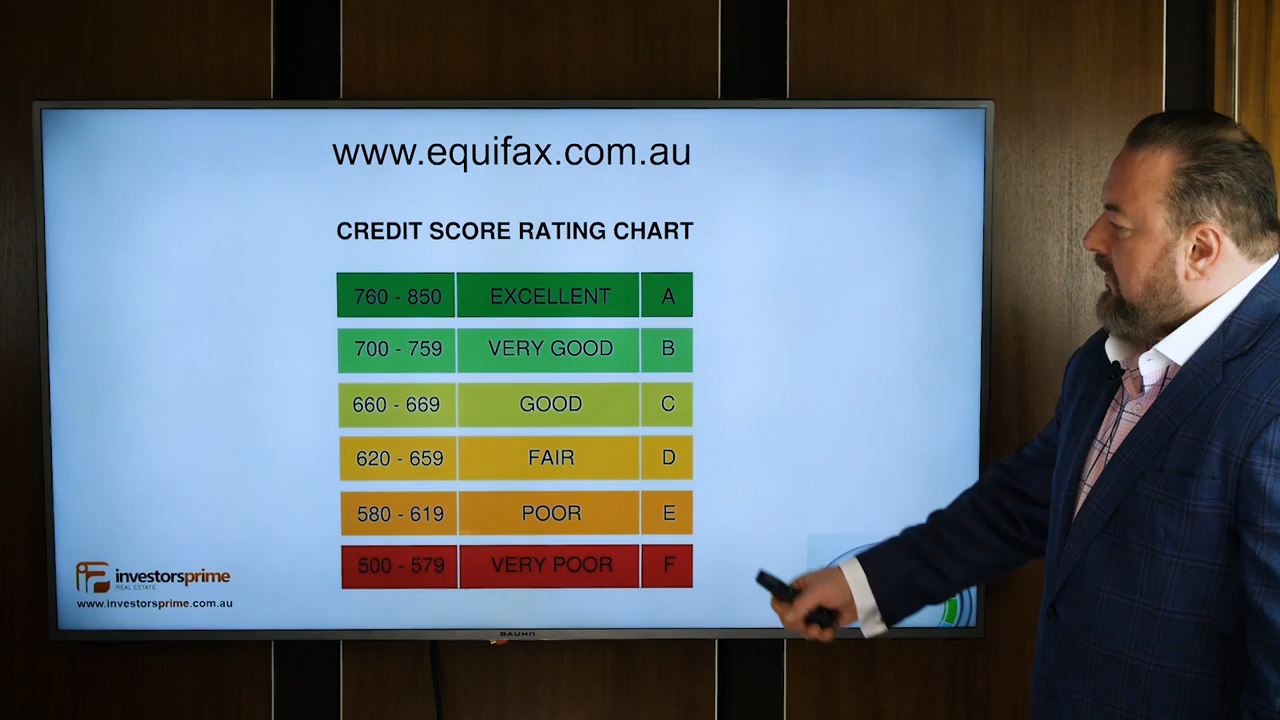 www.equifax.com.au
CREDIT SCORE RATING CHART
760 - 850 EXCELLENT A
700 - 759 VERY GOOD B
660 - 669 GOOD C
620 - 659 FAIR D
580 - 619 POOR E
500 - 579 VERY POOR F
investorsprime
REAL ESTATE
www.investorsprime.com.au
BAUHN